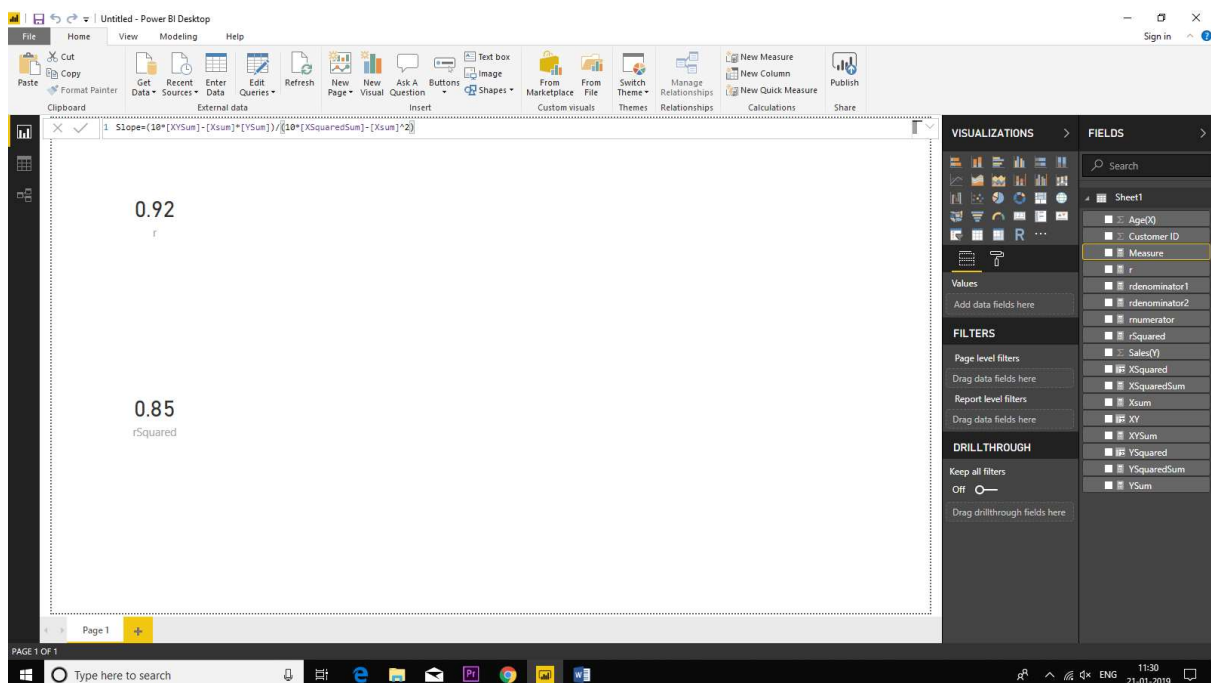 Untitled - Power BI Desktop
File Home View Modeling Help
Sign in
Paste
Cut
Copy
Format Painter
Get Data
Recent Sources
Enter Data
Edit Queries
Refresh
New Page
New Visual
Ask A Question
Buttons
Text box
Image
Shapes
From Marketplace
From File
Switch Theme
Manage Relationships
New Measure
New Column
New Quick Measure
Publish
Clipboard External data Insert Custom visuals Themes Relationships Calculations Share
1 Slope=(10*[XYSum]-[Xsum]*[YSum])/(10*[XSquaredSum]-[Xsum]^2)
0.92
r
0.85
rSquared
VISUALIZATIONS
R
Values
Add data fields here
FILTERS
Page level filters
Drag data fields here
Report level filters
Drag data fields here
DRILLTHROUGH
Keep all filters
Off
Drag drillthrough fields here
FIELDS
Search
Sheet1
Age(X)
Customer ID
Measure
r
rdenominator1
rdenominator2
rnumerator
rSquared
Sales(Y)
XSquared
XSquaredSum
Xsum
XY
XYSum
YSquared
YSquaredSum
YSum
Page 1
PAGE 1 OF 1
Type here to search
Pr
ENG
11:30
21-01-2019